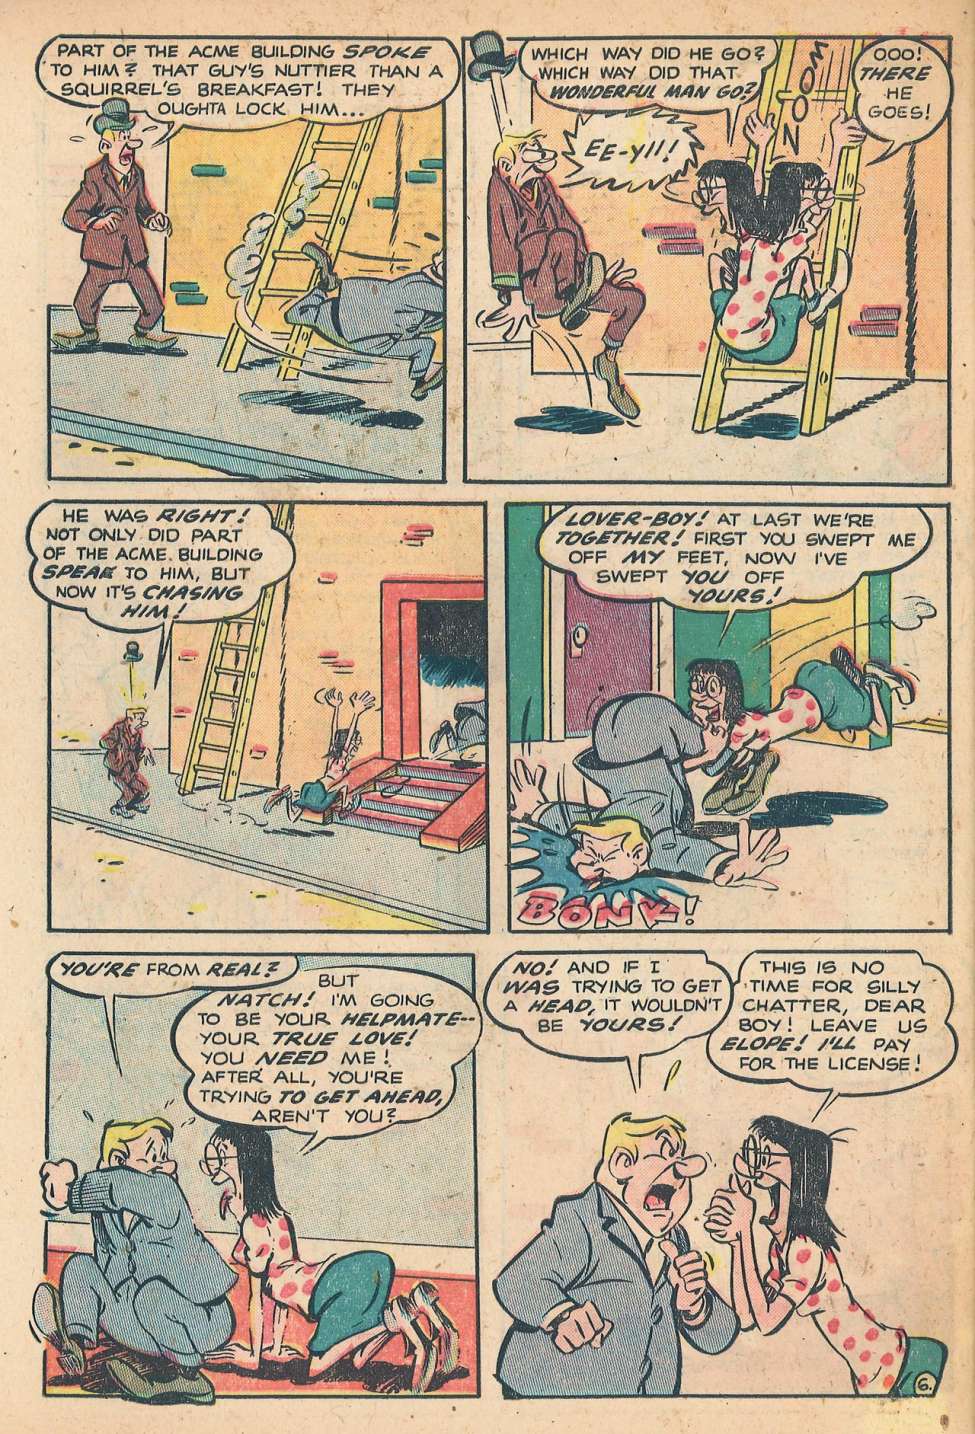 PART OF THE ACME BUILDING SPOKE
TO HIM? THAT GUY'S NUTTIER THAN A
SQUIRREL'S BREAKFAST! THEY
OUGHTA LOCK HIM...
WHICH WAY DID HE GO?
WHICH WAY DID THAT
WONDERFUL MAN GO?
EE-YII!
ZOOM
OOO!
THERE
HE
GOES!
HE WAS RIGHT!
NOT ONLY DID PART
OF THE ACME BUILDING
SPEAK TO HIM, BUT
NOW IT'S CHASING
HIM!
LOVER-BOY! AT LAST WE'RE
TOGETHER! FIRST YOU SWEPT ME
OFF MY FEET, NOW I'VE
SWEPT YOU OFF
YOURS!
BONK!
YOU'RE FROM REAL?
BUT
NATCH! I'M GOING
TO BE YOUR HELPMATE--
YOUR TRUE LOVE!
YOU NEED ME!
AFTER ALL, YOU'RE
TRYING TO GET AHEAD,
AREN'T YOU?
NO! AND IF I
WAS TRYING TO GET
A HEAD, IT WOULDN'T
BE YOURS!
THIS IS NO
TIME FOR SILLY
CHATTER, DEAR
BOY! LEAVE US
ELOPE! I'LL PAY
FOR THE LICENSE!
6.